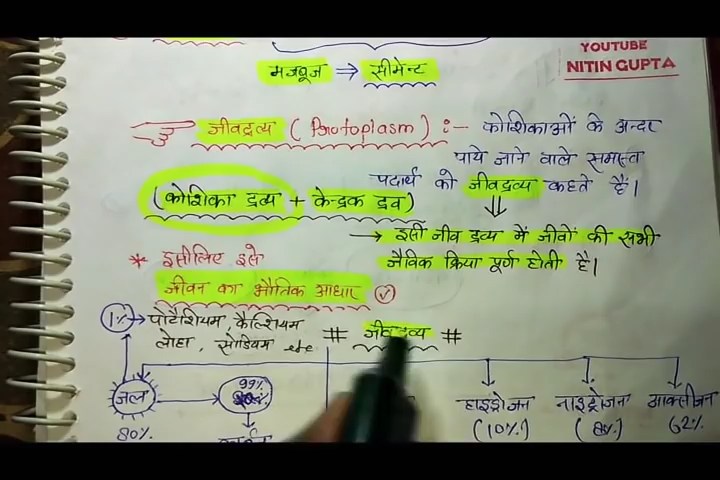 YOUTUBE
NITIN GUPTA
मजबूत ⇒ सीमेन्ट
जीवद्रव्य (Protoplasm) :- कोशिकाओं के अन्दर
पाये जाने वाले समस्त
पदार्थ को जीवद्रव्य कहते हैं।
(कोशिका द्रव्य + केन्द्रक द्रव)
→ इसी जीव द्रव्य में जीवों की सभी
जैविक क्रिया पूर्ण होती है।
* इसीलिए इसे
जीवन का भौतिक आधार
1% → पोटैशियम, कैल्शियम
लोहा, सोडियम etc
# जीवद्रव्य #
जल
80%
99%
हाइड्रोजन
(10%)
नाइट्रोजन
(8%)
आक्सीजन
62%